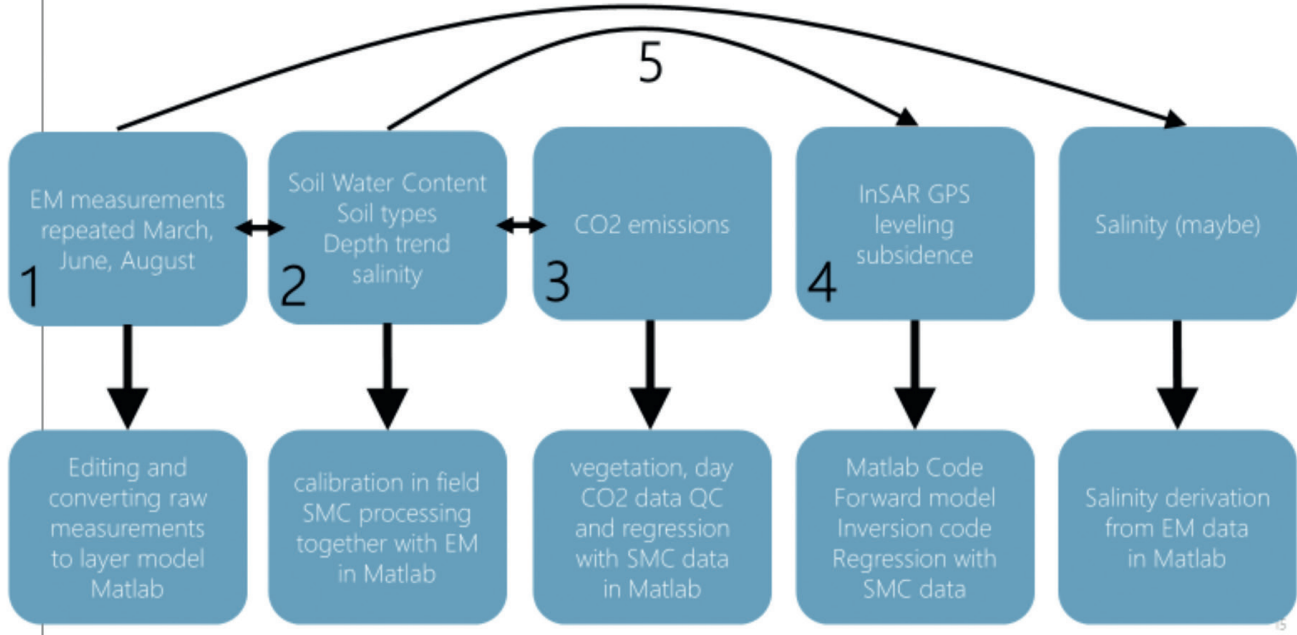 5
EM measurements
repeated March,
June, August
1
Soil Water Content
Soil types
Depth trend
salinity
2
CO2 emissions
3
InSAR GPS
leveling
subsidence
4
Salinity (maybe)
Editing and
converting raw
measurements
to layer model
Matlab
calibration in field
SMC processing
together with EM
in Matlab
vegetation, day
CO2 data QC
and regression
with SMC data
in Matlab
Matlab Code
Forward model
Inversion code
Regression with
SMC data
Salinity derivation
from EM data
in Matlab
15